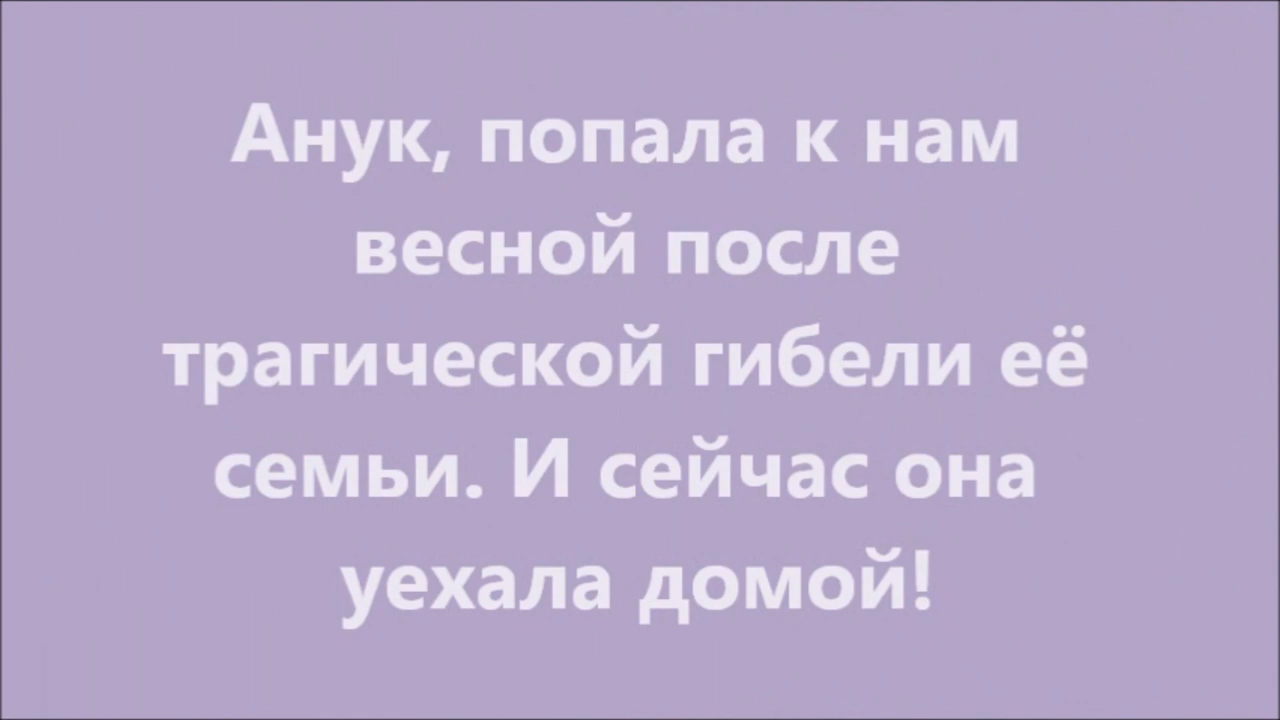 Анук, попала к нам
весной после
трагической гибели её
семьи. И сейчас она
уехала домой!